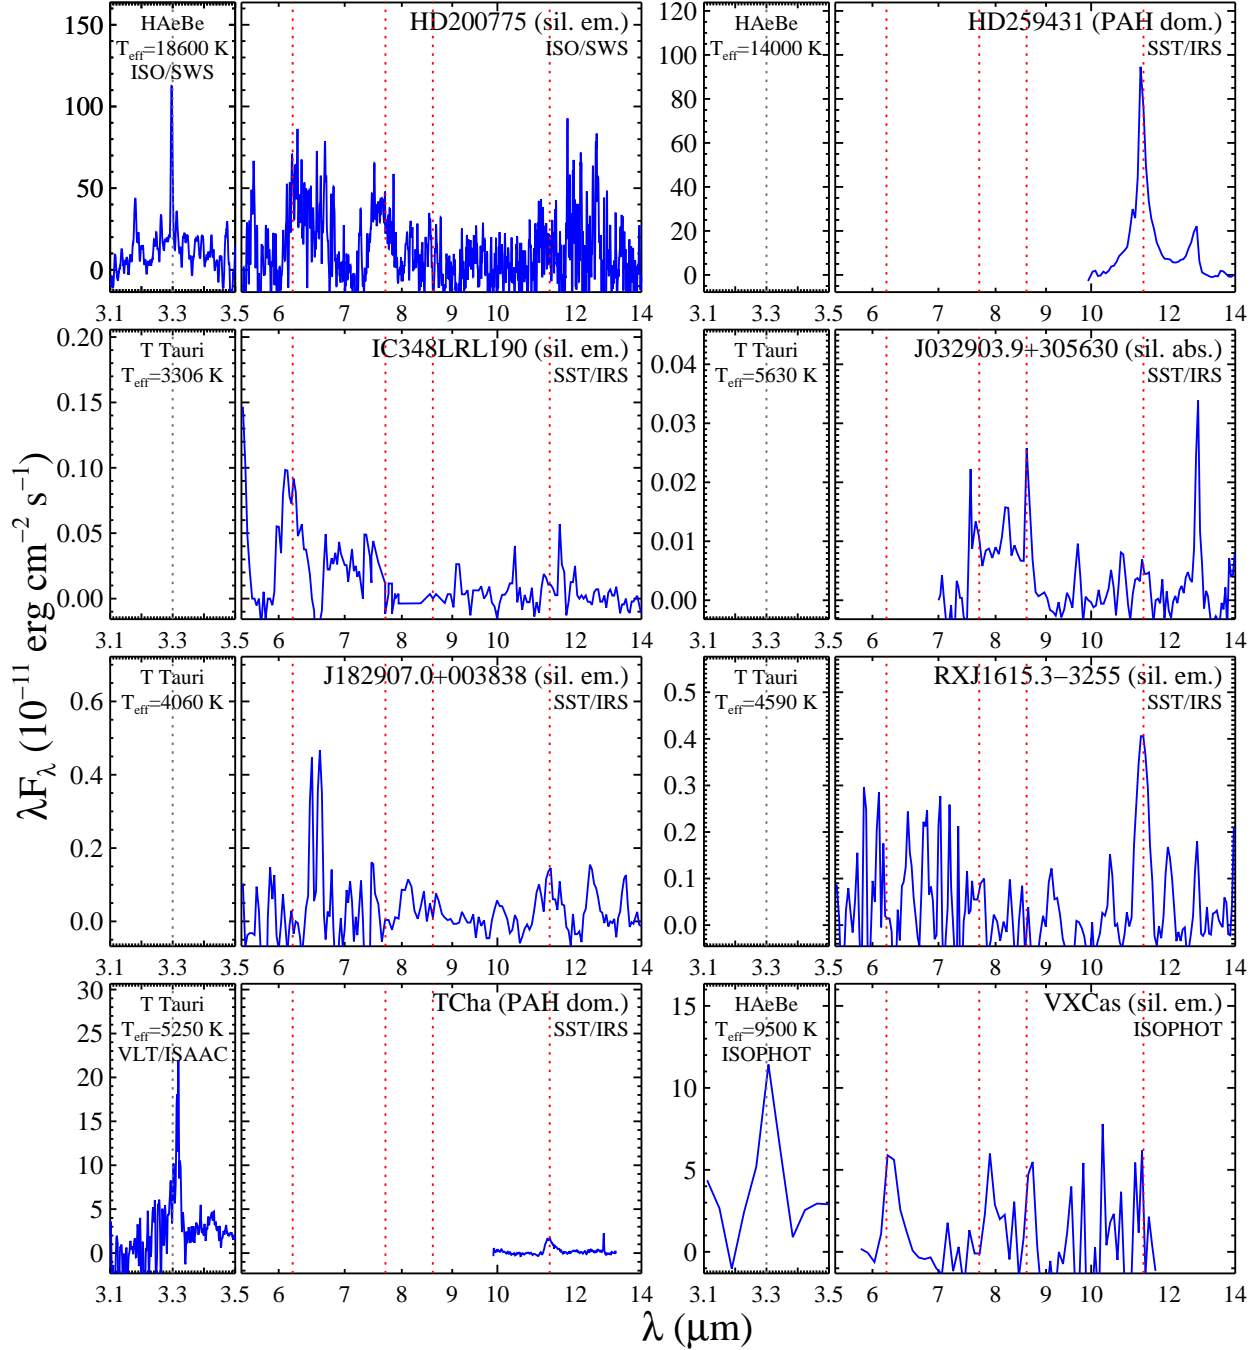 HAeBe
T_eff=18600 K
ISO/SWS
HD200775 (sil. em.)
ISO/SWS
150
100
50
0
3.1 3.3 3.5 6 7 8 9 10 12 14
HAeBe
T_eff=14000 K
HD259431 (PAH dom.)
SST/IRS
120
100
80
60
40
20
0
3.1 3.3 3.5 6 7 8 9 10 12 14
T Tauri
T_eff=3306 K
IC348LRL190 (sil. em.)
SST/IRS
0.20
0.15
0.10
0.05
0.00
3.1 3.3 3.5 6 7 8 9 10 12 14
T Tauri
T_eff=5630 K
J032903.9+305630 (sil. abs.)
SST/IRS
0.04
0.03
0.02
0.01
0.00
3.1 3.3 3.5 6 7 8 9 10 12 14
T Tauri
T_eff=4060 K
J182907.0+003838 (sil. em.)
SST/IRS
0.6
0.4
0.2
0.0
3.1 3.3 3.5 6 7 8 9 10 12 14
T Tauri
T_eff=4590 K
RXJ1615.3−3255 (sil. em.)
SST/IRS
0.5
0.4
0.3
0.2
0.1
0.0
3.1 3.3 3.5 6 7 8 9 10 12 14
T Tauri
T_eff=5250 K
VLT/ISAAC
TCha (PAH dom.)
SST/IRS
30
25
20
15
10
5
0
3.1 3.3 3.5 6 7 8 9 10 12 14
HAeBe
T_eff=9500 K
ISOPHOT
VXCas (sil. em.)
ISOPHOT
15
10
5
0
3.1 3.3 3.5 6 7 8 9 10 12 14
λF_λ (10⁻¹¹ erg cm⁻² s⁻¹)
λ (μm)